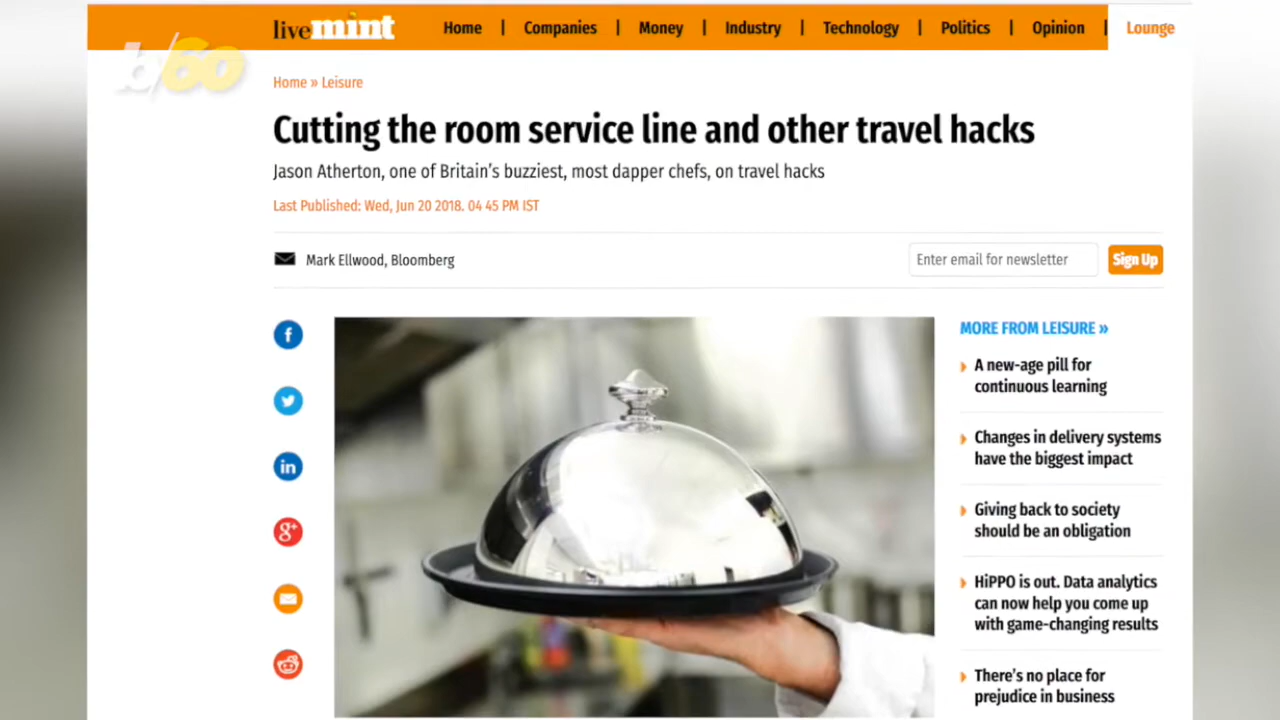 livemint
Home | Companies | Money | Industry | Technology | Politics | Opinion | Lounge
b/60
Home » Leisure
Cutting the room service line and other travel hacks
Jason Atherton, one of Britain's buzziest, most dapper chefs, on travel hacks
Last Published: Wed, Jun 20 2018. 04 45 PM IST
Mark Ellwood, Bloomberg
Enter email for newsletter
Sign Up
f
in
g+
MORE FROM LEISURE »
A new-age pill for
continuous learning
Changes in delivery systems
have the biggest impact
Giving back to society
should be an obligation
HiPPO is out. Data analytics
can now help you come up
with game-changing results
There's no place for
prejudice in business